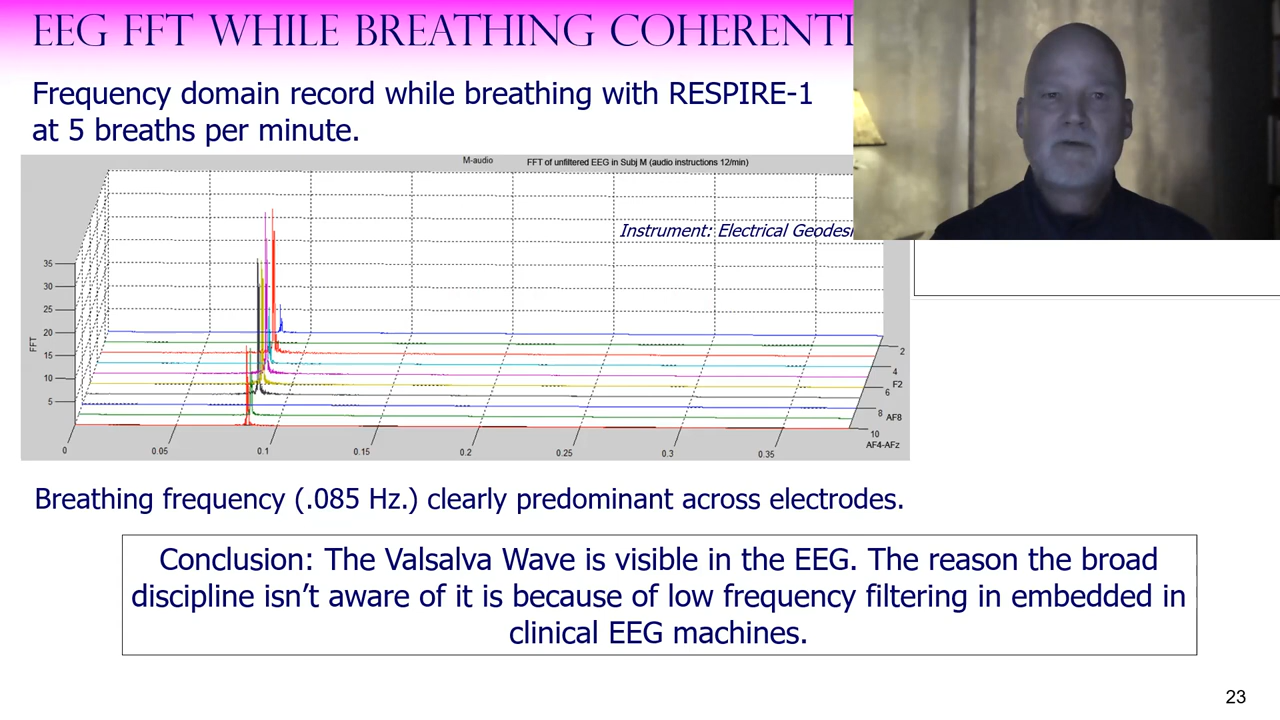 EEG FFT WHILE BREATHING COHERENTL
Frequency domain record while breathing with RESPIRE-1
at 5 breaths per minute.
M-audio FFT of unfiltered EEG in Subj M (audio instructions 12/min)
Instrument: Electrical
35
30
25
20
15
10
5
FFT
2
4
F2
6
8 AF8
10
AF4-AFz
0 0.05 0.1 0.15 0.2 0.25 0.3 0.35
Breathing frequency (.085 Hz.) clearly predominant across electrodes.
Conclusion: The Valsalva Wave is visible in the EEG. The reason the broad
discipline isn't aware of it is because of low frequency filtering in embedded in
clinical EEG machines.
23